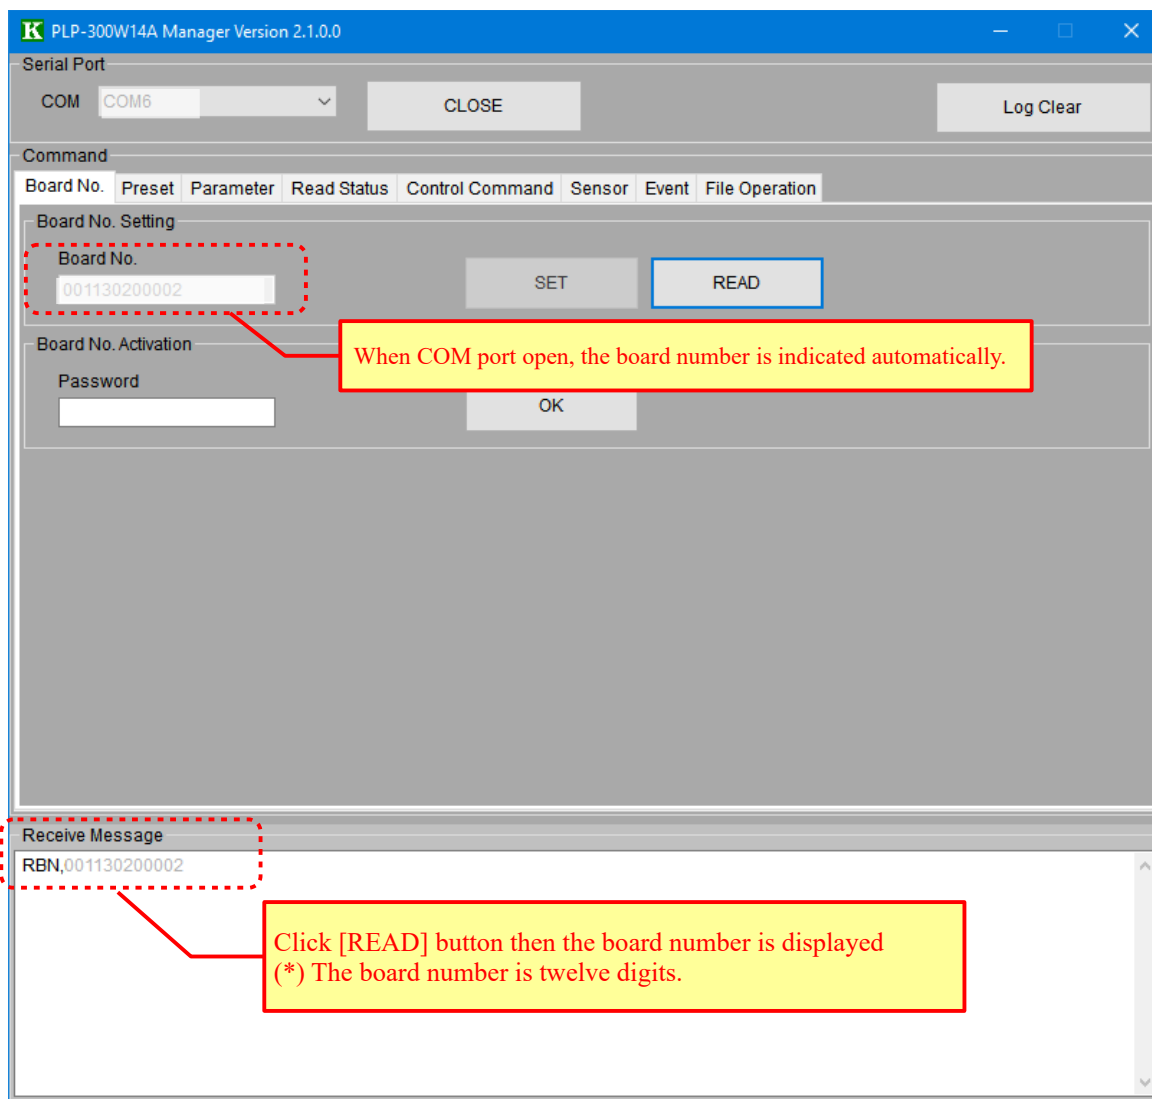 K PLP-300W14A Manager Version 2.1.0.0
Serial Port
COM COM6 CLOSE Log Clear
Command
Board No. Preset Parameter Read Status Control Command Sensor Event File Operation
Board No. Setting
Board No.
001130200002 SET READ
When COM port open, the board number is indicated automatically.
Board No. Activation
Password
OK
Receive Message
RBN,001130200002
Click [READ] button then the board number is displayed
(*) The board number is twelve digits.